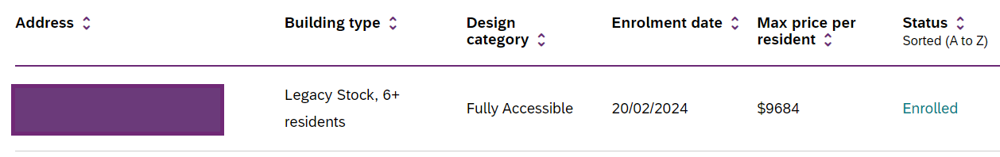 Address
Building type
Design
category
Enrolment date
Max price per
resident
Status
Sorted (A to Z)
Legacy Stock, 6+
residents
Fully Accessible
20/02/2024
$9684
Enrolled